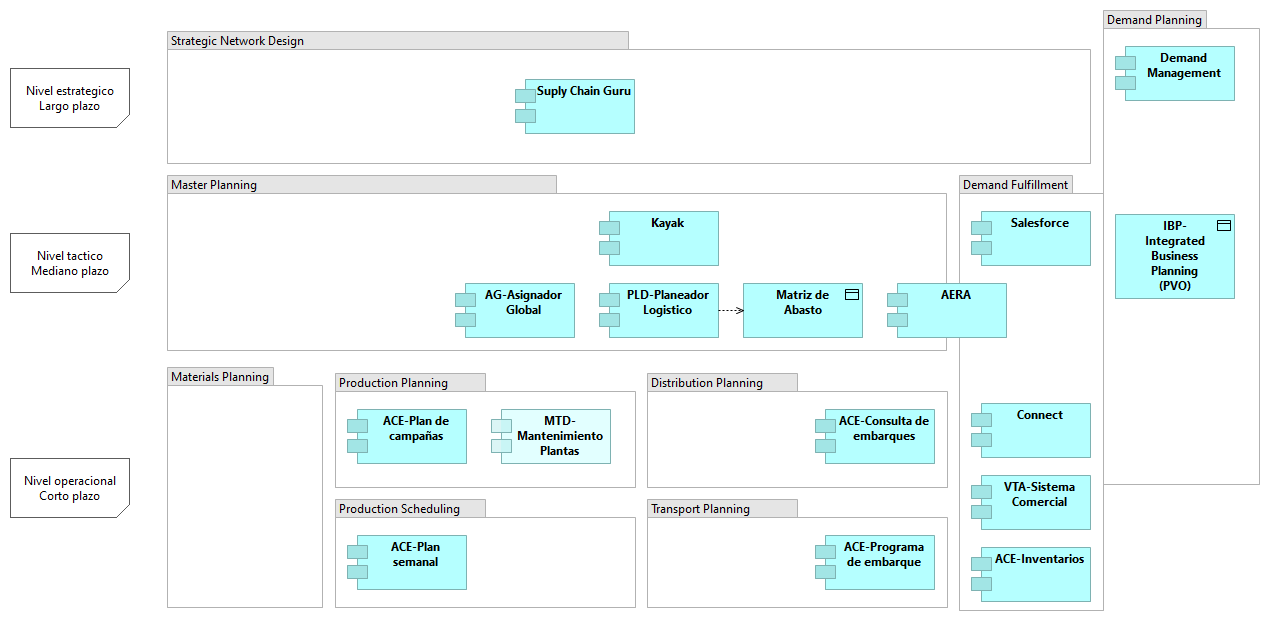 Demand Planning
Strategic Network Design
Demand
Management
Nivel estrategico
Largo plazo
Suply Chain Guru
Master Planning
Demand Fulfillment
Kayak
Salesforce
IBP-
Integrated
Business
Planning
(PVO)
Nivel tactico
Mediano plazo
AG-Asignador
Global
PLD-Planeador
Logistico
Matriz de
Abasto
AERA
Materials Planning
Production Planning
Distribution Planning
ACE-Plan de
campañas
MTD-
Mantenimiento
Plantas
ACE-Consulta de
embarques
Connect
Nivel operacional
Corto plazo
VTA-Sistema
Comercial
Production Scheduling
Transport Planning
ACE-Plan
semanal
ACE-Programa
de embarque
ACE-Inventarios